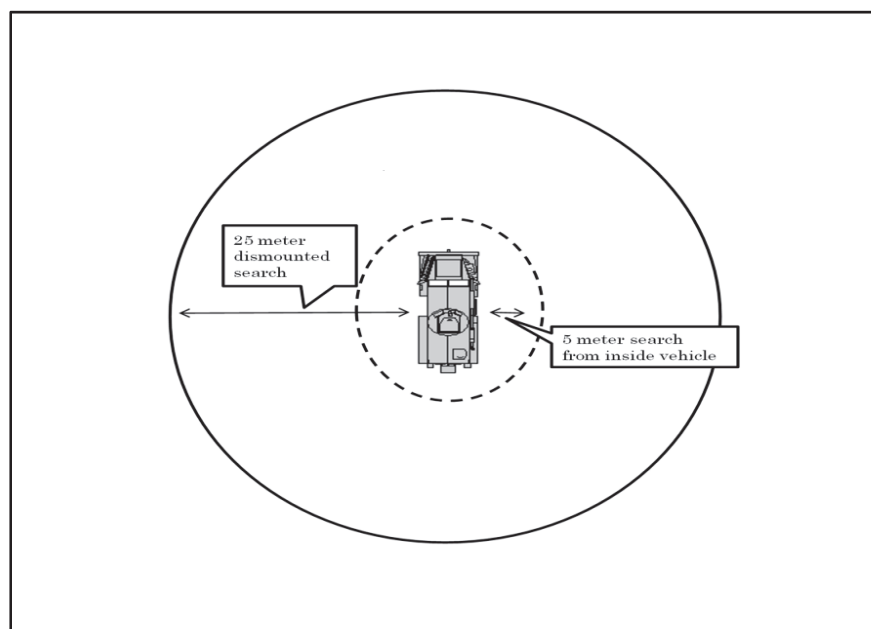 25 meter
dismounted
search
5 meter search
from inside vehicle